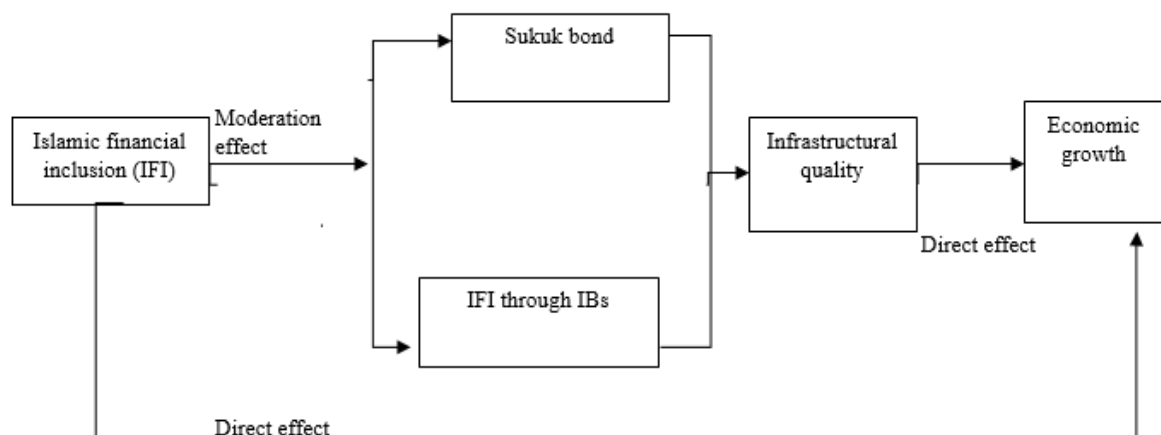 Sukuk bond
Moderation
effect
Islamic financial
inclusion (IFI)
Infrastructural
quality
Economic
growth
Direct effect
IFI through IBs
Direct effect